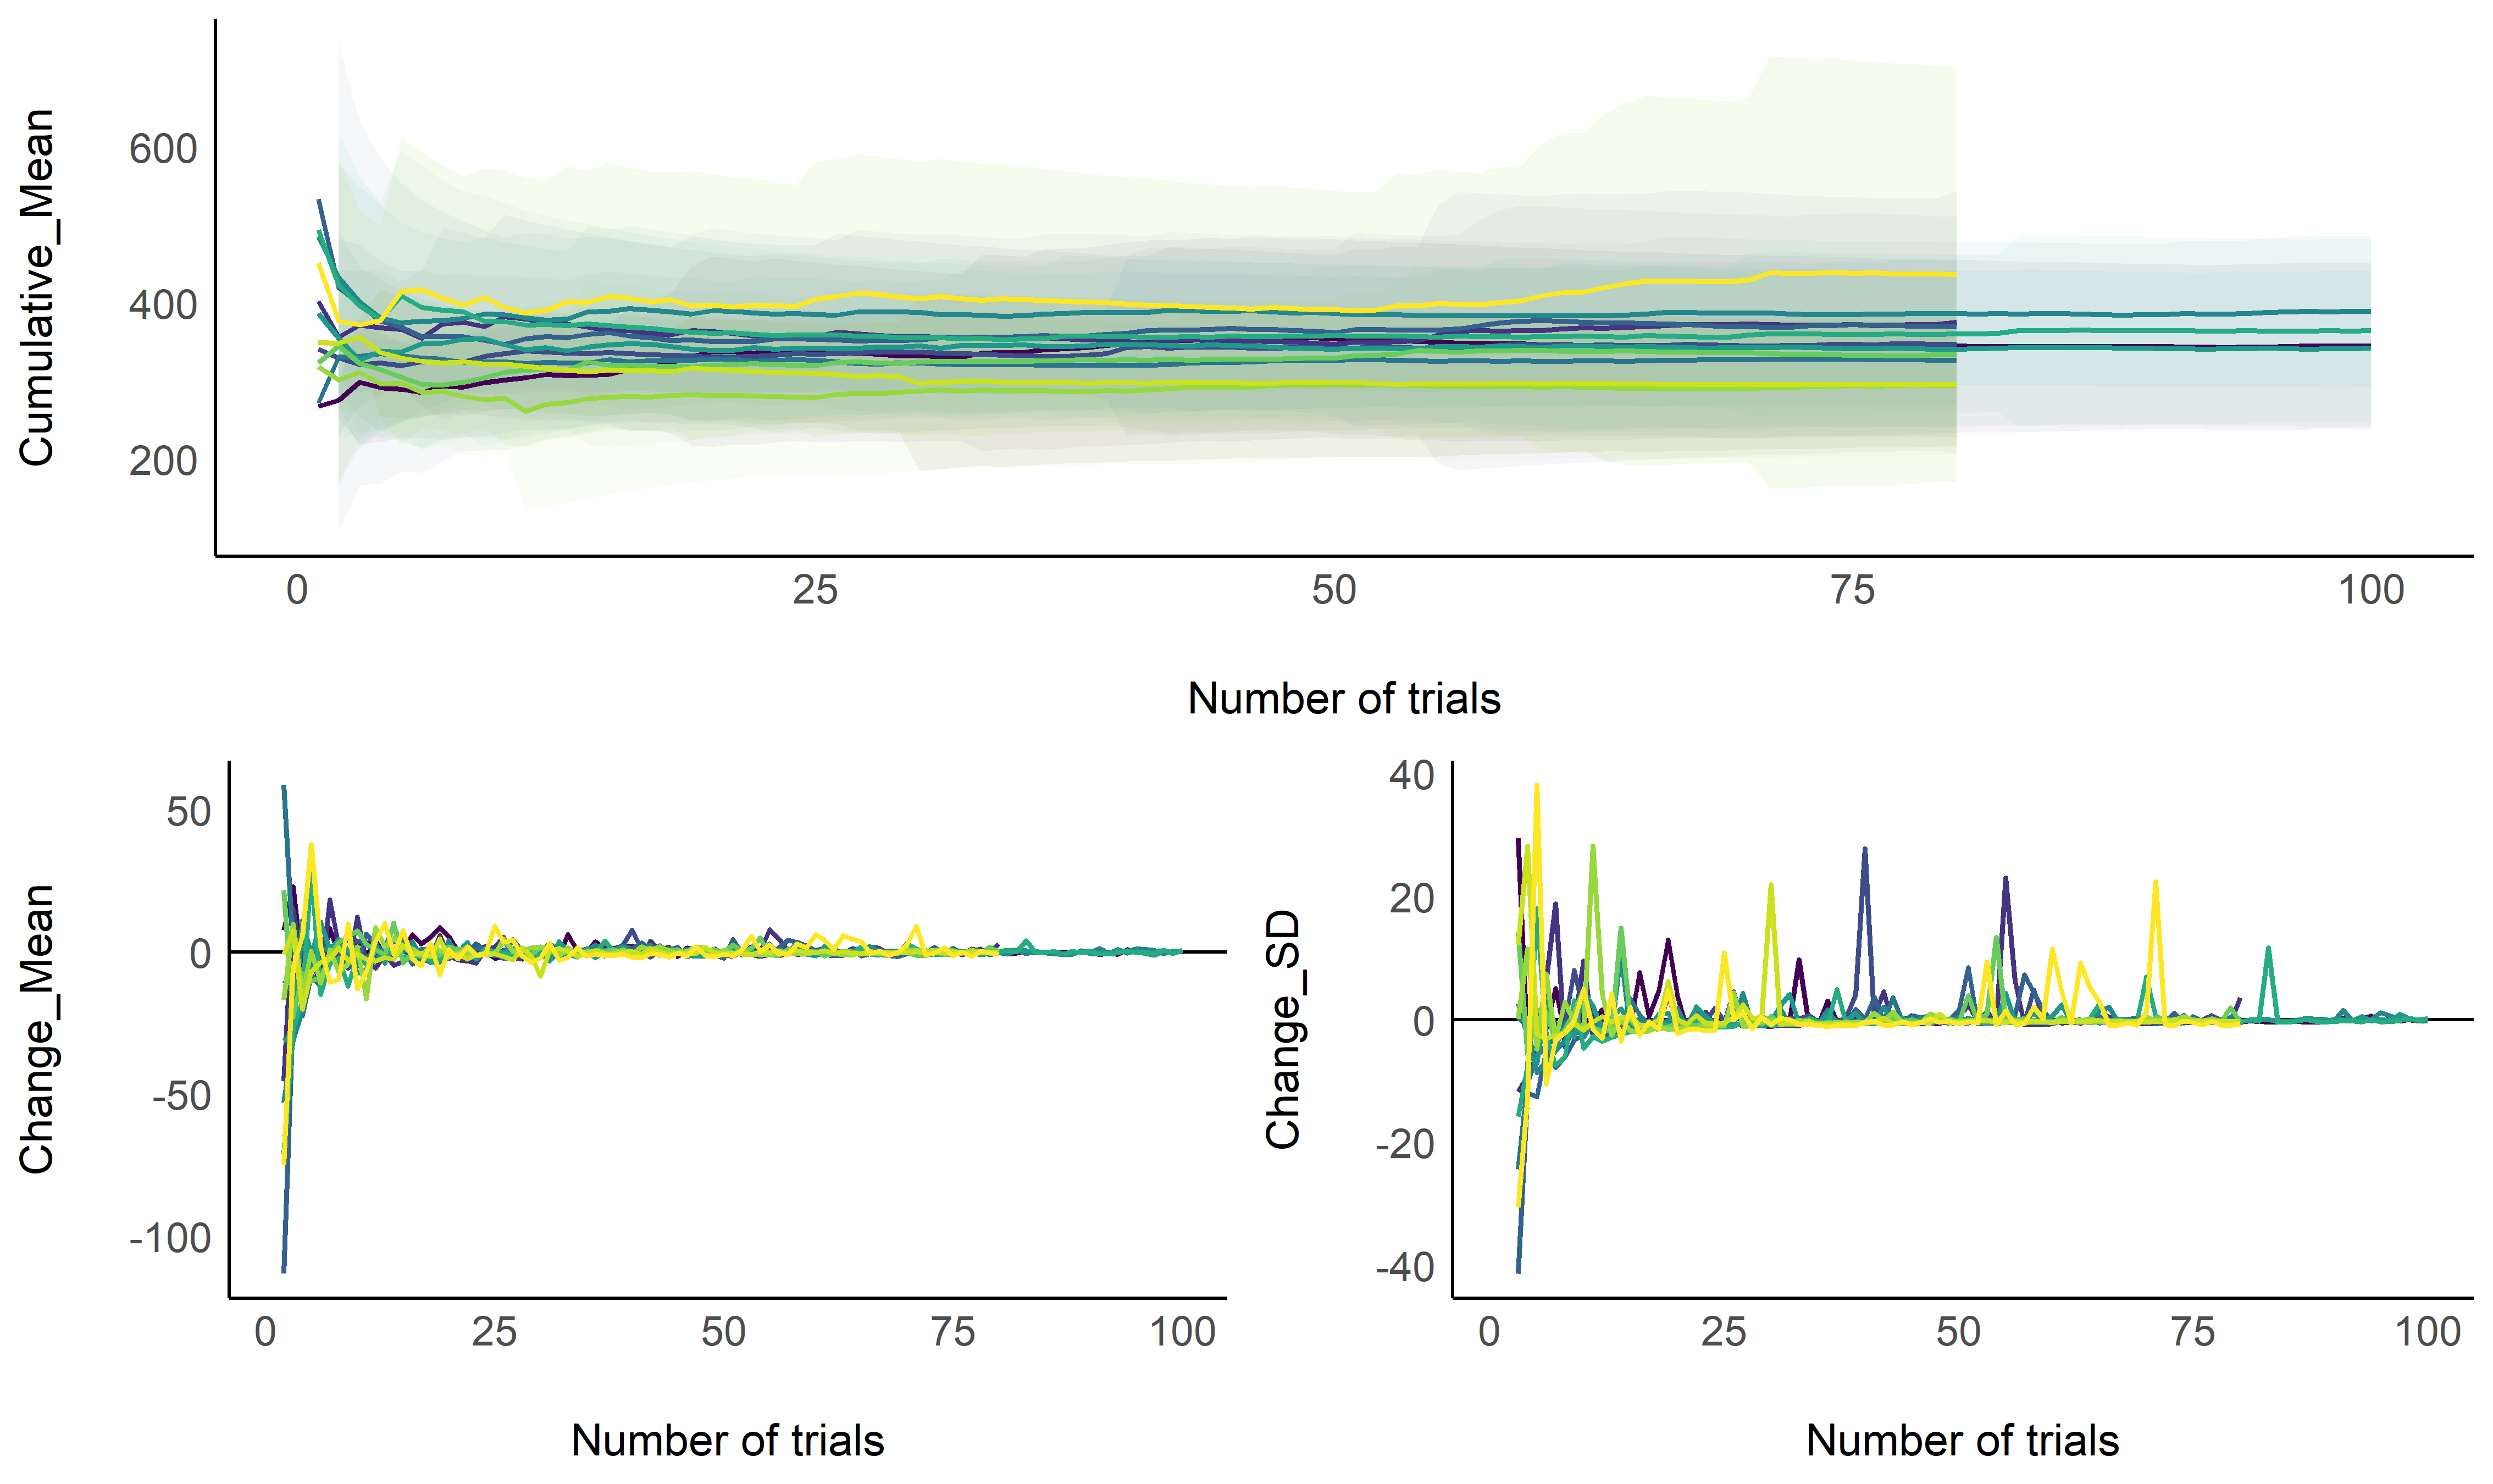 Cumulative_Mean
600
400
200
0 25 50 75 100
Number of trials
Change_Mean
50
0
-50
-100
0 25 50 75 100
Number of trials
Change_SD
40
20
0
-20
-40
0 25 50 75 100
Number of trials